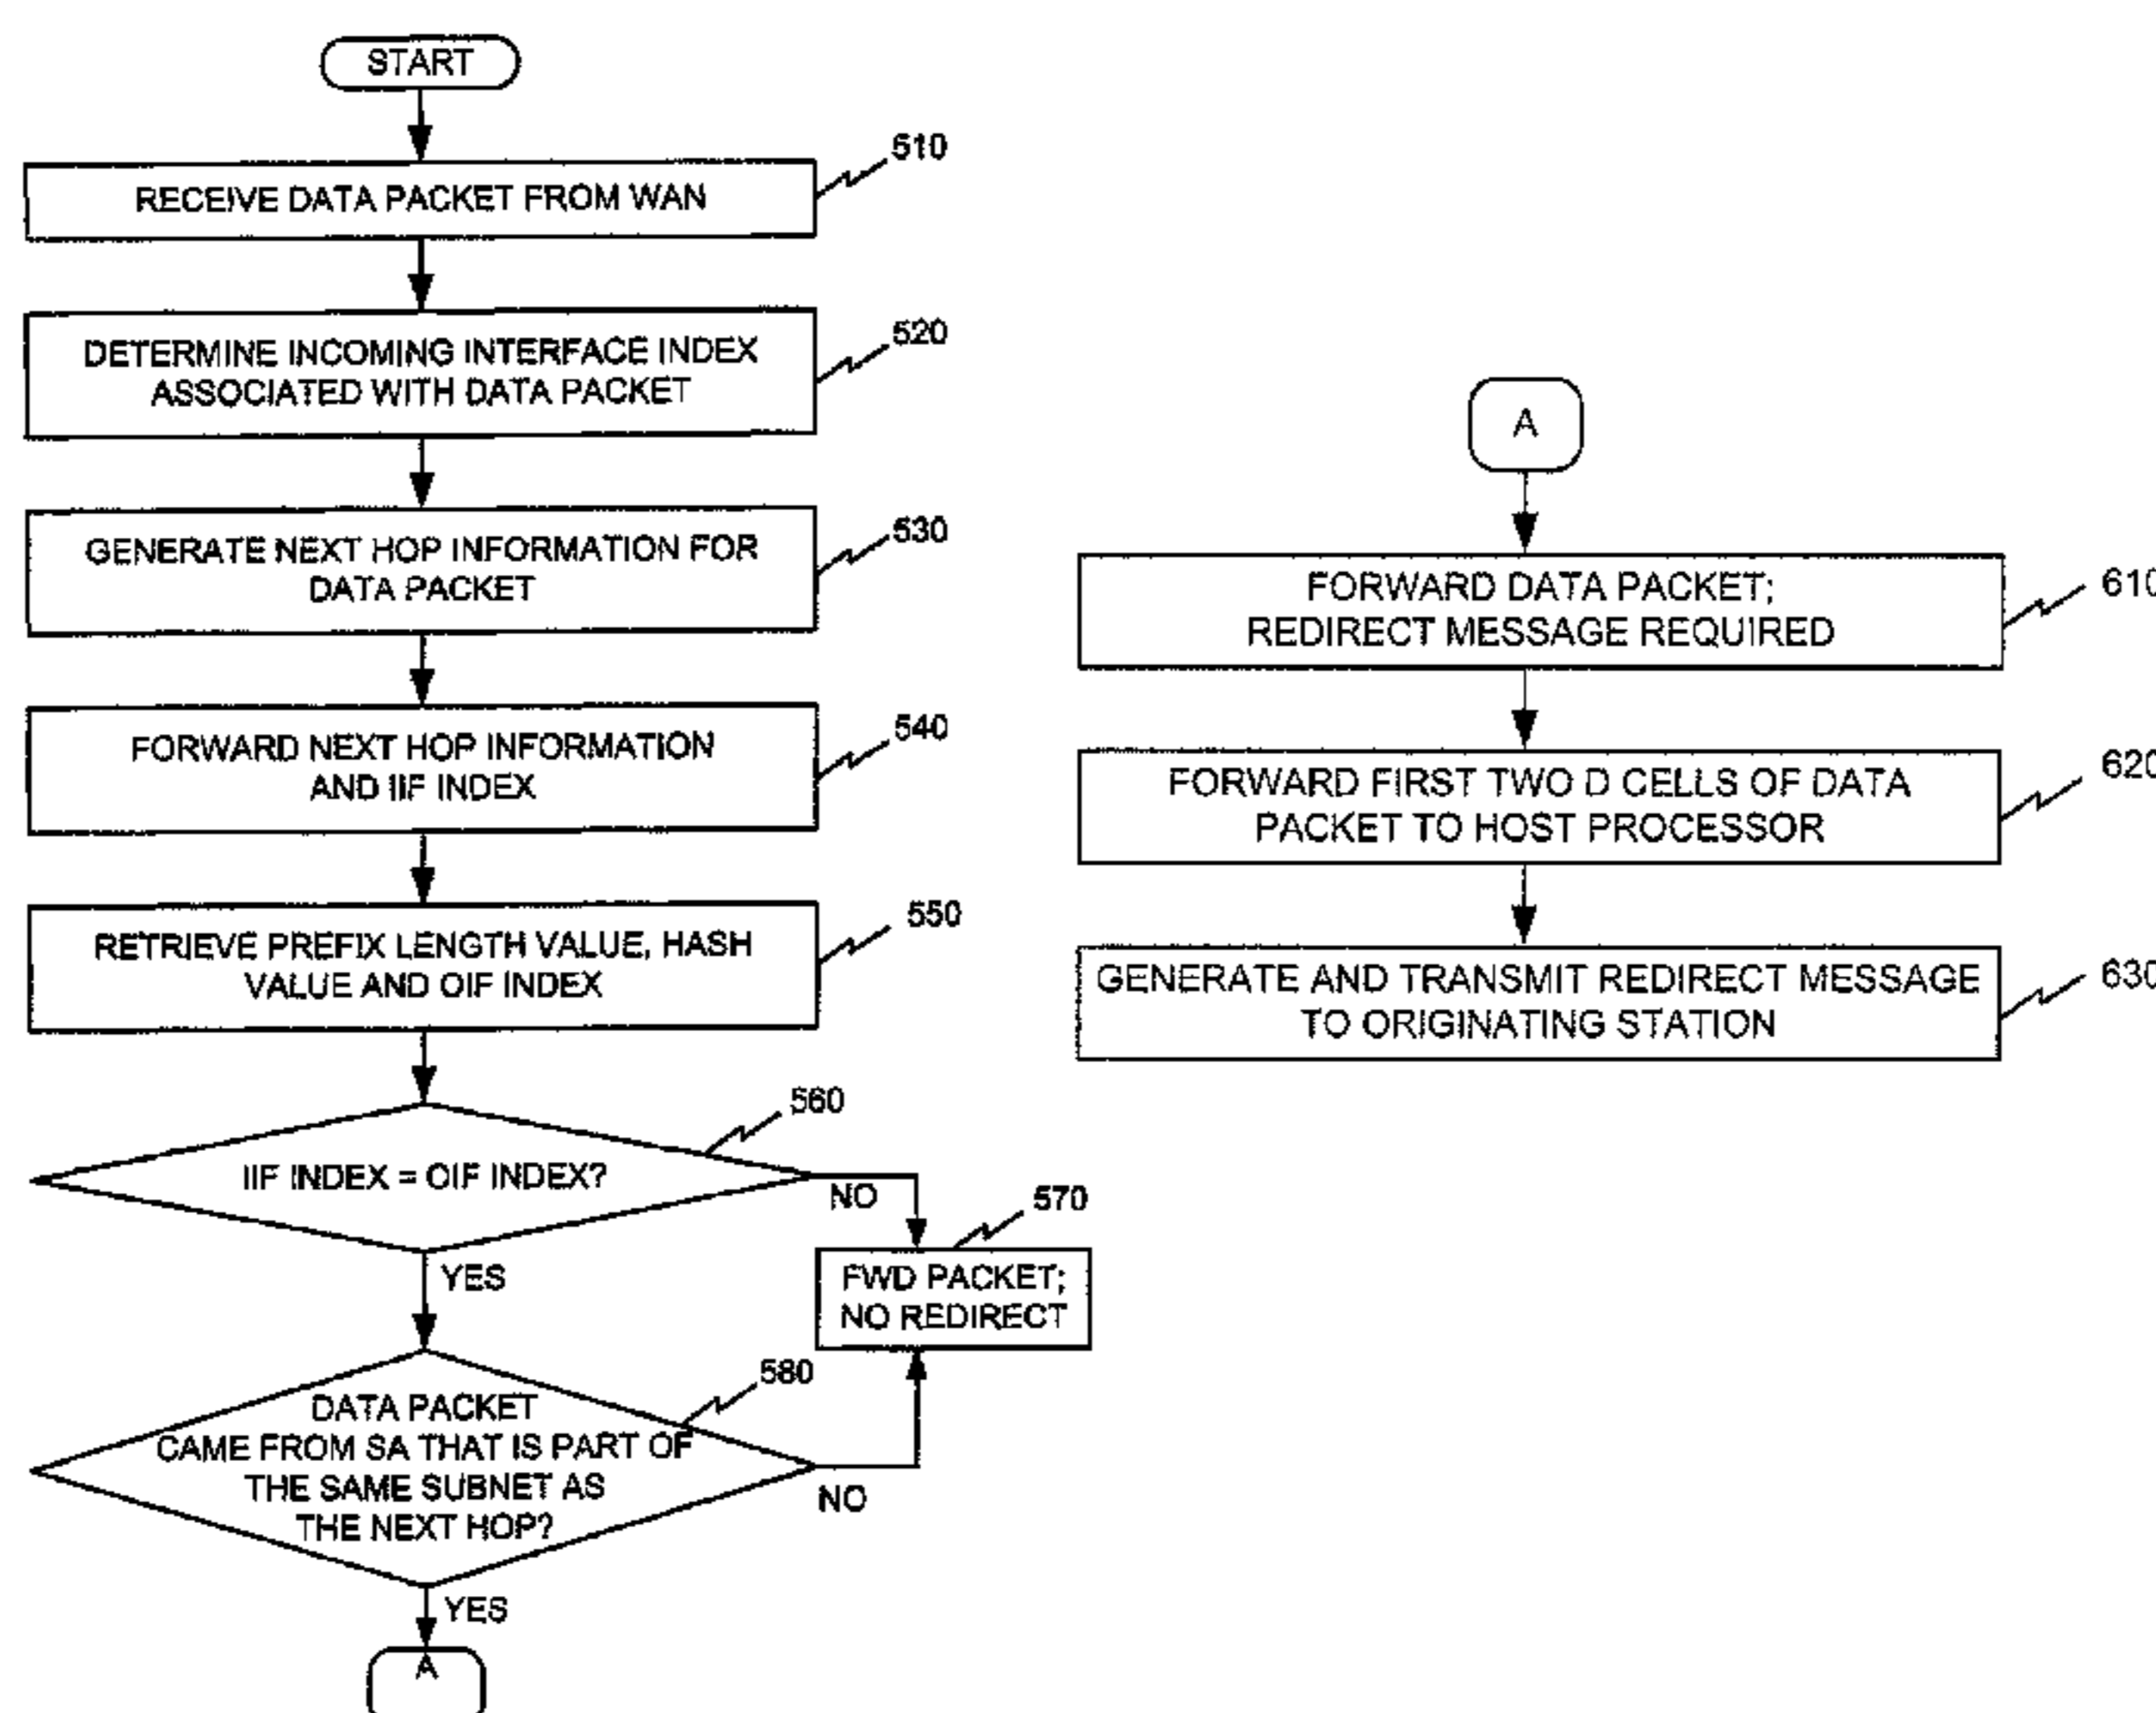 START
510
RECEIVE DATA PACKET FROM WAN
520
DETERMINE INCOMING INTERFACE INDEX
ASSOCIATED WITH DATA PACKET
530
GENERATE NEXT HOP INFORMATION FOR
DATA PACKET
540
FORWARD NEXT HOP INFORMATION
AND IIF INDEX
550
RETRIEVE PREFIX LENGTH VALUE, HASH
VALUE AND OIF INDEX
560
IIF INDEX = OIF INDEX?
NO
YES
570
FWD PACKET;
NO REDIRECT
580
DATA PACKET
CAME FROM SA THAT IS PART OF
THE SAME SUBNET AS
THE NEXT HOP?
NO
YES
A
A
FORWARD DATA PACKET;
REDIRECT MESSAGE REQUIRED
610
FORWARD FIRST TWO D CELLS OF DATA
PACKET TO HOST PROCESSOR
620
GENERATE AND TRANSMIT REDIRECT MESSAGE
TO ORIGINATING STATION
630